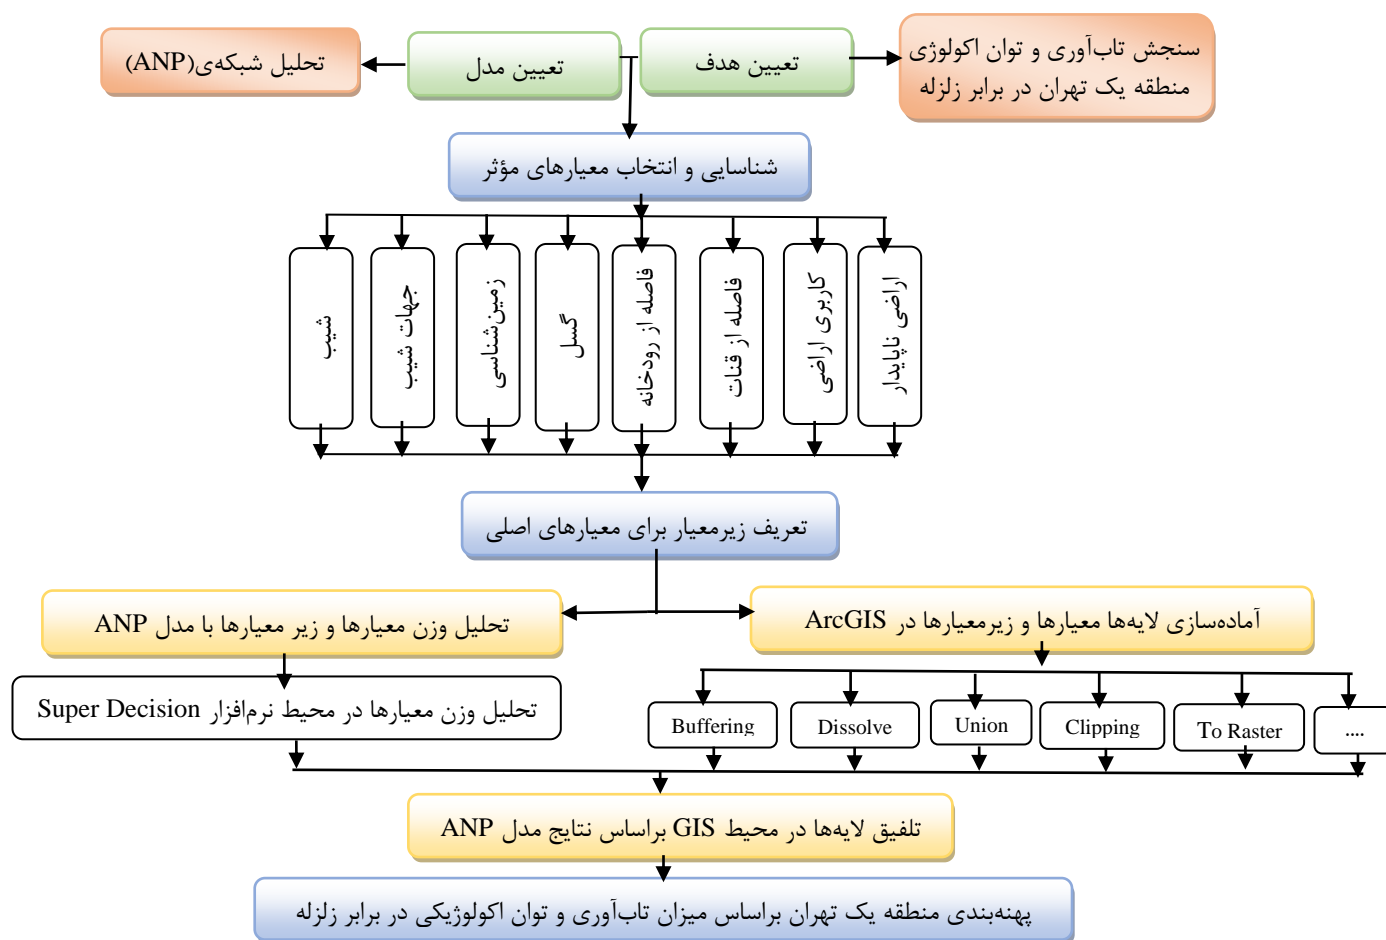 سنجش تاب‌آوری و توان اکولوژی
منطقه یک تهران در برابر زلزله
تعیین هدف
تعیین مدل
تحلیل شبکه‌ی(ANP)
شناسایی و انتخاب معیارهای مؤثر
اراضی ناپایدار
کاربری اراضی
فاصله از قنات
فاصله از رودخانه
گسل
زمین‌شناسی
جهات شیب
شیب
تعریف زیرمعیار برای معیارهای اصلی
آماده‌سازی لایه‌ها معیارها و زیرمعیارها در ArcGIS
تحلیل وزن معیارها و زیر معیارها با مدل ANP
تحلیل وزن معیارها در محیط نرم‌افزار Super Decision
Buffering
Dissolve
Union
Clipping
To Raster
....
تلفیق لایه‌ها در محیط GIS براساس نتایج مدل ANP
پهنه‌بندی منطقه یک تهران براساس میزان تاب‌آوری و توان اکولوژیکی در برابر زلزله